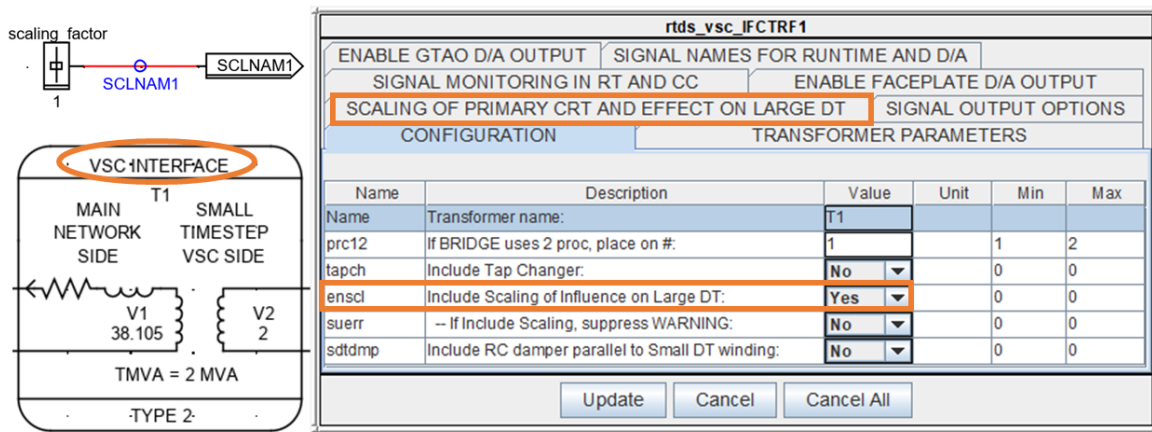 scaling_factor
1
SCLNAM1
SCLNAM1
VSC INTERFACE
T1
MAIN NETWORK SIDE
SMALL TIMESTEP VSC SIDE
V1
38.105
V2
2
TMVA = 2 MVA
TYPE 2
rtds_vsc_IFCTRF1
ENABLE GTAO D/A OUTPUT SIGNAL NAMES FOR RUNTIME AND D/A
SIGNAL MONITORING IN RT AND CC ENABLE FACEPLATE D/A OUTPUT
SCALING OF PRIMARY CRT AND EFFECT ON LARGE DT SIGNAL OUTPUT OPTIONS
CONFIGURATION TRANSFORMER PARAMETERS
Name Description Value Unit Min Max
Name Transformer name: T1
prc12 If BRIDGE uses 2 proc, place on #: 1 1 2
tapch Include Tap Changer: No 0 0
enscl Include Scaling of Influence on Large DT: Yes 0 0
suerr -- If Include Scaling, suppress WARNING: No 0 0
sdtdmp Include RC damper parallel to Small DT winding: No 0 0
Update Cancel Cancel All